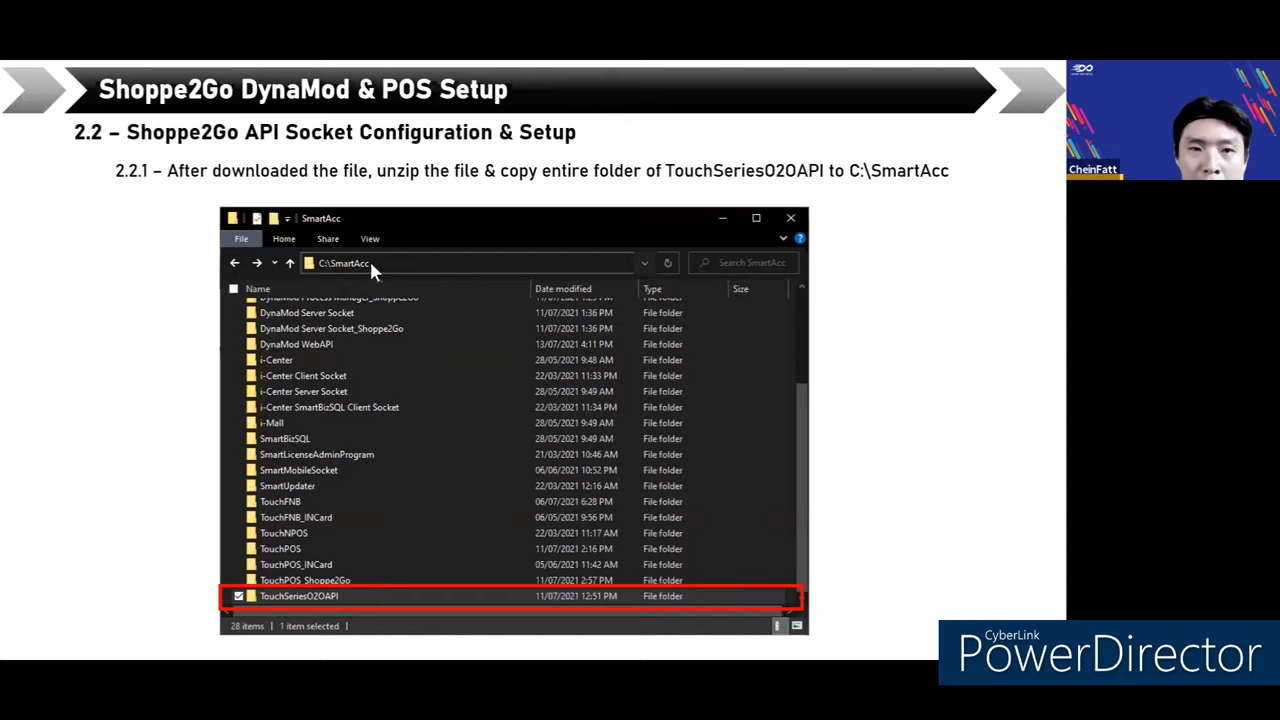 Shoppe2Go DynaMod & POS Setup
2.2 – Shoppe2Go API Socket Configuration & Setup
2.2.1 – After downloaded the file, unzip the file & copy entire folder of TouchSeriesO2OAPI to C:\SmartAcc
CheinFatt
SmartAcc
File Home Share View
C:\SmartAcc Search SmartAcc
Name Date modified Type Size
DynaMod Process Manager_Shoppe2Go 11/07/2021 1:29 PM File folder
DynaMod Server Socket 11/07/2021 1:36 PM File folder
DynaMod Server Socket_Shoppe2Go 11/07/2021 1:36 PM File folder
DynaMod WebAPI 13/07/2021 4:11 PM File folder
i-Center 28/05/2021 9:48 AM File folder
i-Center Client Socket 22/03/2021 11:33 PM File folder
i-Center Server Socket 28/05/2021 9:49 AM File folder
i-Center SmartBizSQL Client Socket 22/03/2021 11:34 PM File folder
i-Mall 28/05/2021 9:49 AM File folder
SmartBizSQL 28/05/2021 9:49 AM File folder
SmartLicenseAdminProgram 21/03/2021 10:46 AM File folder
SmartMobileSocket 06/06/2021 10:52 PM File folder
SmartUpdater 22/03/2021 12:16 AM File folder
TouchFNB 06/07/2021 6:28 PM File folder
TouchFNB_INCard 06/05/2021 9:56 PM File folder
TouchNPOS 22/03/2021 11:17 AM File folder
TouchPOS 11/07/2021 2:16 PM File folder
TouchPOS_INCard 05/06/2021 11:42 AM File folder
TouchPOS_Shoppe2Go 11/07/2021 2:57 PM File folder
TouchSeriesO2OAPI 11/07/2021 12:51 PM File folder
28 items 1 item selected
CyberLink
PowerDirector